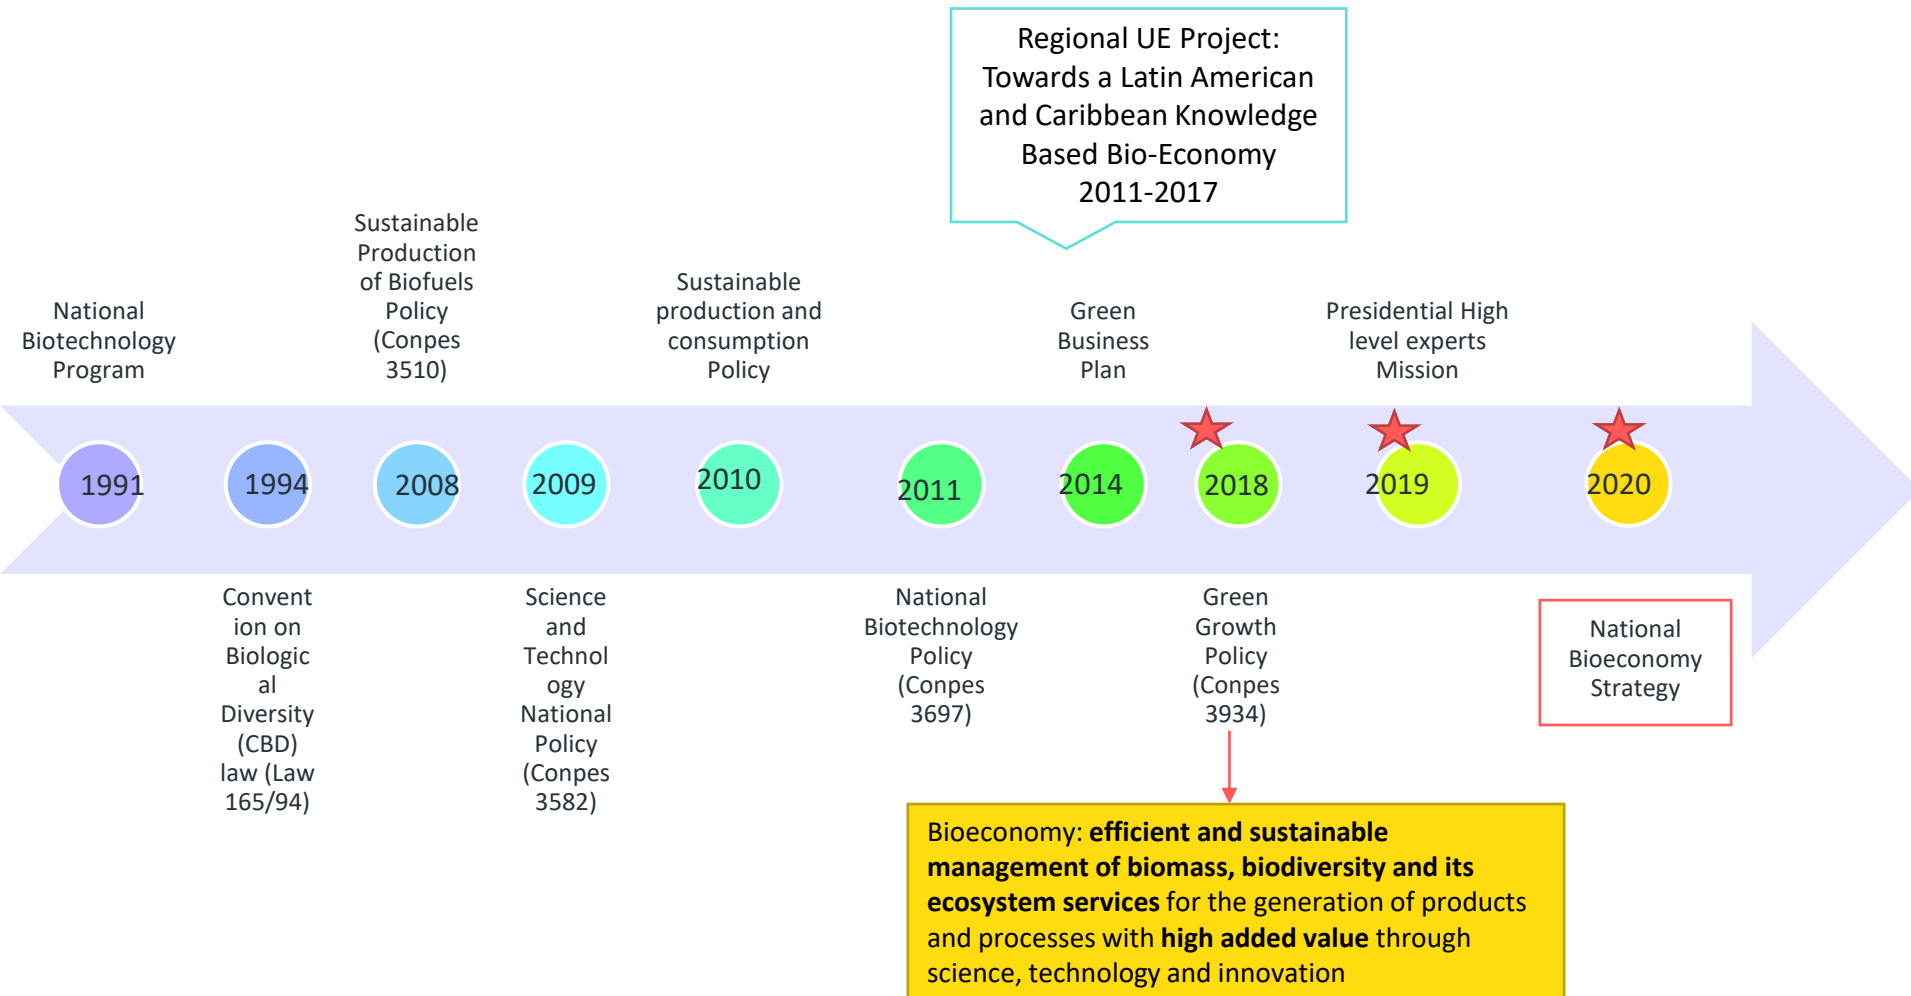 Regional UE Project:
Towards a Latin American
and Caribbean Knowledge
Based Bio-Economy
2011-2017
National
Biotechnology
Program
Sustainable
Production
of Biofuels
Policy
(Conpes
3510)
Sustainable
production and
consumption
Policy
Green
Business
Plan
Presidential High
level experts
Mission
1991
1994
2008
2009
2010
2011
2014
2018
2019
2020
Convent
ion on
Biologic
al
Diversity
(CBD)
law (Law
165/94)
Science
and
Technol
ogy
National
Policy
(Conpes
3582)
National
Biotechnology
Policy
(Conpes
3697)
Green
Growth
Policy
(Conpes
3934)
National
Bioeconomy
Strategy
Bioeconomy: efficient and sustainable
management of biomass, biodiversity and its
ecosystem services for the generation of products
and processes with high added value through
science, technology and innovation